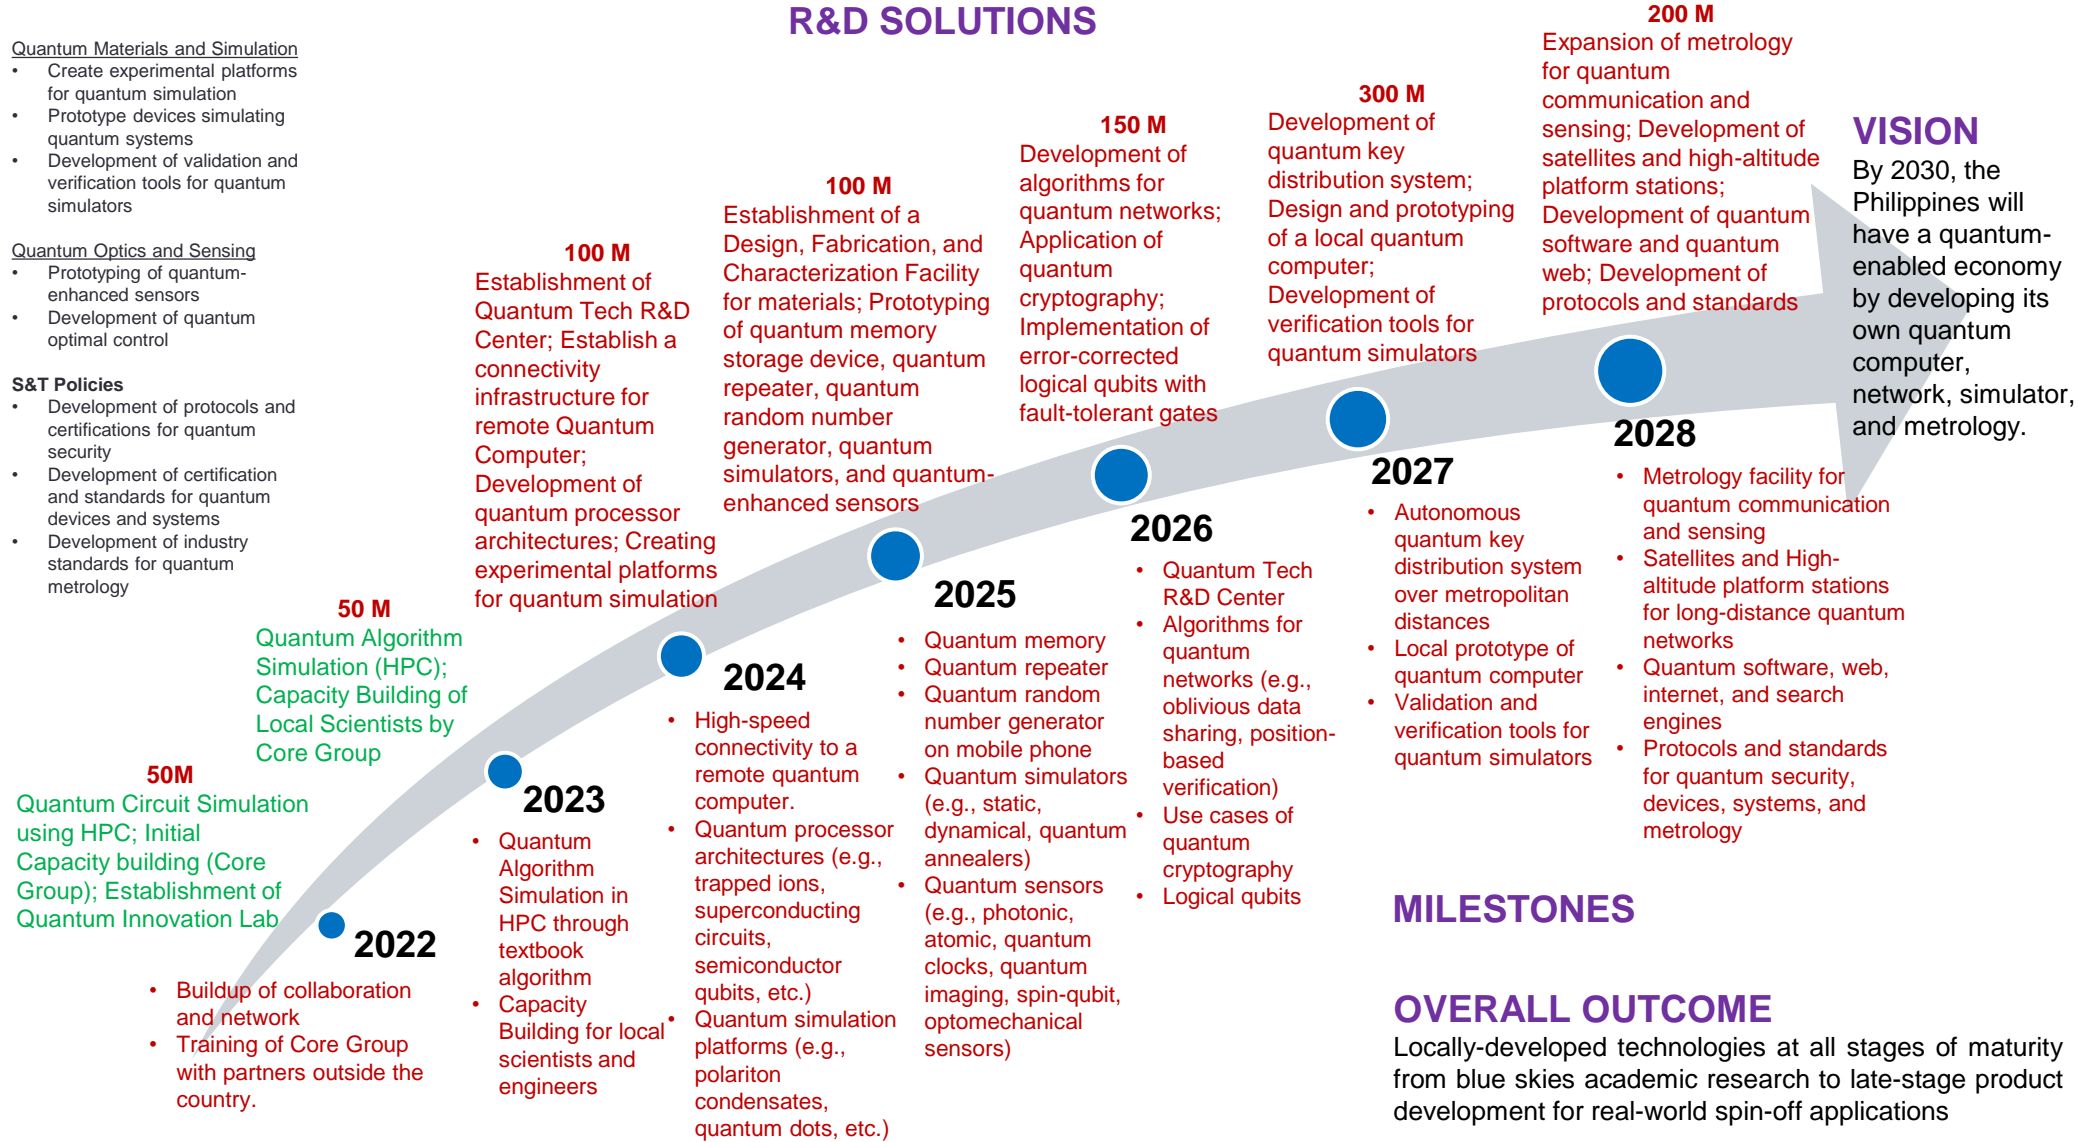 R&D SOLUTIONS
Quantum Materials and Simulation
• Create experimental platforms
for quantum simulation
• Prototype devices simulating
quantum systems
• Development of validation and
verification tools for quantum
simulators
Quantum Optics and Sensing
• Prototyping of quantum-
enhanced sensors
• Development of quantum
optimal control
S&T Policies
• Development of protocols and
certifications for quantum
security
• Development of certification
and standards for quantum
devices and systems
• Development of industry
standards for quantum
metrology
50M
Quantum Circuit Simulation
using HPC; Initial
Capacity building (Core
Group); Establishment of
Quantum Innovation Lab
2022
• Buildup of collaboration
and network
• Training of Core Group
with partners outside the
country.
50 M
Quantum Algorithm
Simulation (HPC);
Capacity Building of
Local Scientists by
Core Group
2023
• Quantum
Algorithm
Simulation in
HPC through
textbook
algorithm
• Capacity
Building for local
scientists and
engineers
100 M
Establishment of
Quantum Tech R&D
Center; Establish a
connectivity
infrastructure for
remote Quantum
Computer;
Development of
quantum processor
architectures; Creating
experimental platforms
for quantum simulation
2024
• High-speed
connectivity to a
remote quantum
computer.
• Quantum processor
architectures (e.g.,
trapped ions,
superconducting
circuits,
semiconductor
qubits, etc.)
• Quantum simulation
platforms (e.g.,
polariton
condensates,
quantum dots, etc.)
100 M
Establishment of a
Design, Fabrication, and
Characterization Facility
for materials; Prototyping
of quantum memory
storage device, quantum
repeater, quantum
random number
generator, quantum
simulators, and quantum-
enhanced sensors
2025
• Quantum memory
• Quantum repeater
• Quantum random
number generator
on mobile phone
• Quantum simulators
(e.g., static,
dynamical, quantum
annealers)
• Quantum sensors
(e.g., photonic,
atomic, quantum
clocks, quantum
imaging, spin-qubit,
optomechanical
sensors)
150 M
Development of
algorithms for
quantum networks;
Application of
quantum
cryptography;
Implementation of
error-corrected
logical qubits with
fault-tolerant gates
2026
• Quantum Tech
R&D Center
• Algorithms for
quantum
networks (e.g.,
oblivious data
sharing, position-
based
verification)
• Use cases of
quantum
cryptography
• Logical qubits
300 M
Development of
quantum key
distribution system;
Design and prototyping
of a local quantum
computer;
Development of
verification tools for
quantum simulators
2027
• Autonomous
quantum key
distribution system
over metropolitan
distances
• Local prototype of
quantum computer
• Validation and
verification tools for
quantum simulators
200 M
Expansion of metrology
for quantum
communication and
sensing; Development of
satellites and high-altitude
platform stations;
Development of quantum
software and quantum
web; Development of
protocols and standards
2028
• Metrology facility for
quantum communication
and sensing
• Satellites and High-
altitude platform stations
for long-distance quantum
networks
• Quantum software, web,
internet, and search
engines
• Protocols and standards
for quantum security,
devices, systems, and
metrology
VISION
By 2030, the
Philippines will
have a quantum-
enabled economy
by developing its
own quantum
computer,
network, simulator,
and metrology.
MILESTONES
OVERALL OUTCOME
Locally-developed technologies at all stages of maturity
from blue skies academic research to late-stage product
development for real-world spin-off applications